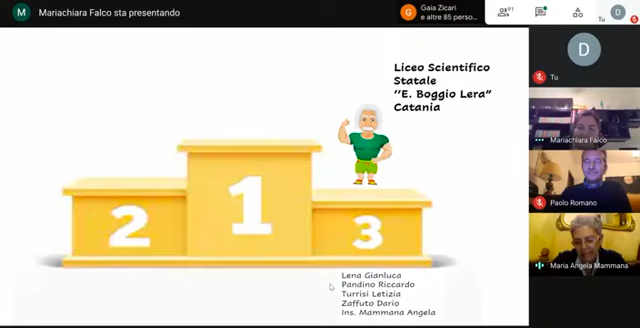 M Mariachiara Falco sta presentando
G Gaia Zicari
e altre 85 perso...
91
Tu
D
Liceo Scientifico
Statale
‘‘E. Boggio Lera”
Catania
D
Tu
Mariachiara Falco
Paolo Romano
Maria Angela Mammana
2
1
3
Lena Gianluca
Pandino Riccardo
Turrisi Letizia
Zaffuto Dario
Ins. Mammana Angela